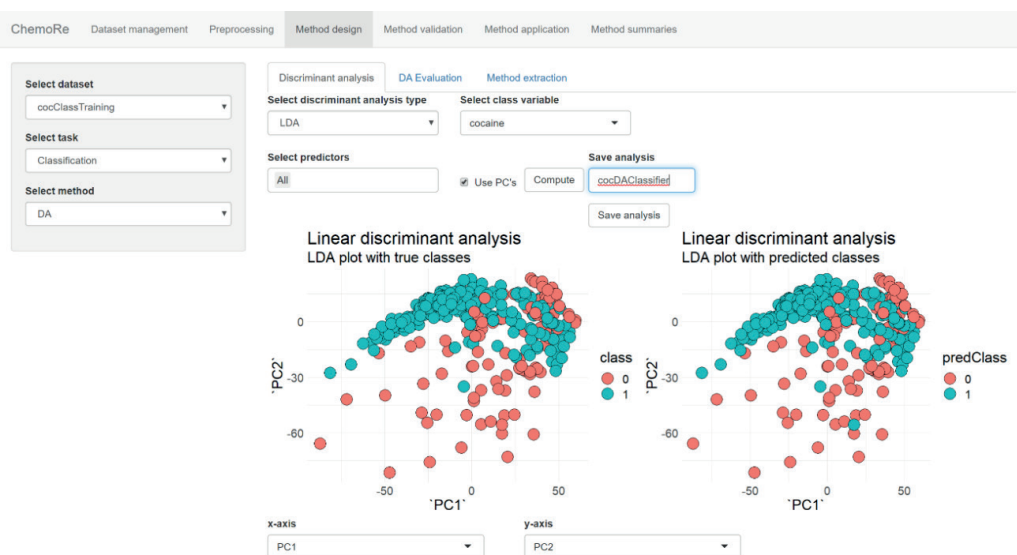 ChemoRe Dataset management Preprocessing Method design Method validation Method application Method summaries
Select dataset
cocClassTraining
Select task
Classification
Select method
DA
Discriminant analysis DA Evaluation Method extraction
Select discriminant analysis type Select class variable
LDA cocaine
Select predictors Save analysis
All Use PC's Compute cocDAClassifier
Save analysis
Linear discriminant analysis
LDA plot with true classes
0
-30
-60
`PC2`
-50 0 50
`PC1`
class
0
1
Linear discriminant analysis
LDA plot with predicted classes
0
-30
-60
`PC2`
-50 0 50
`PC1`
predClass
0
1
x-axis y-axis
PC1 PC2